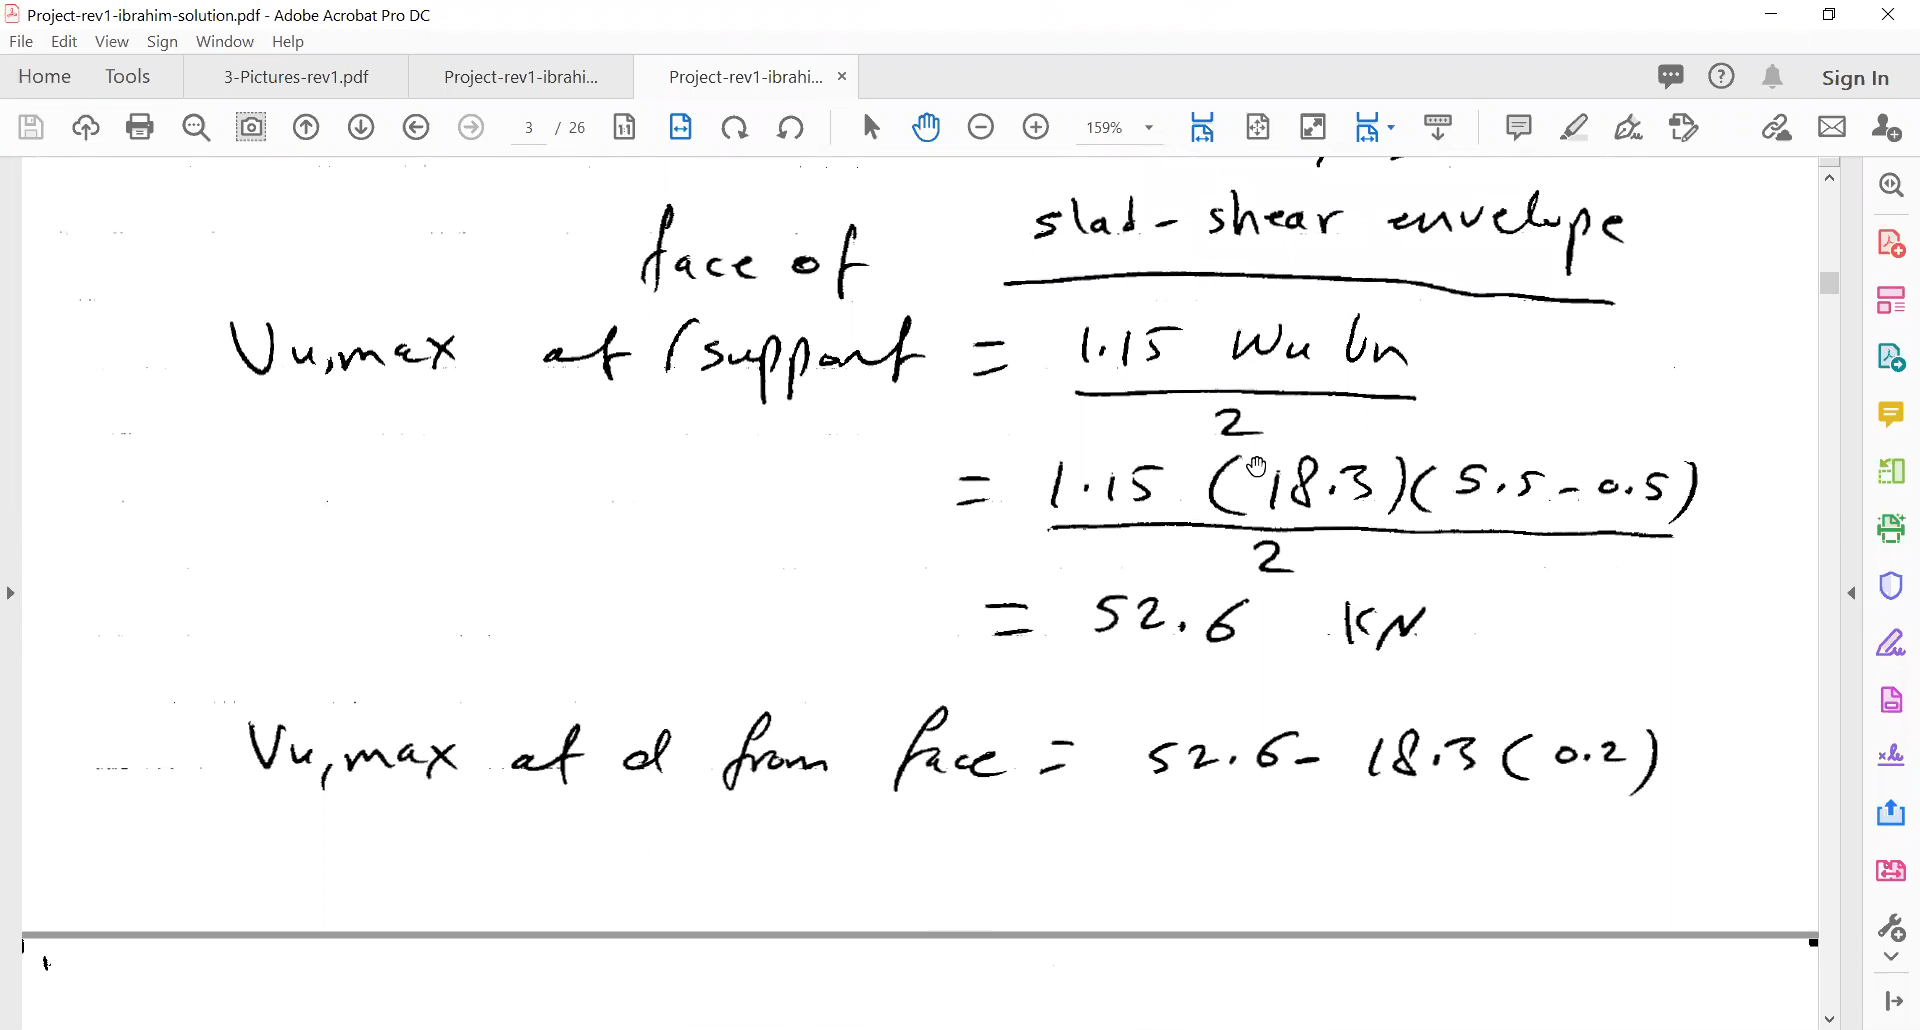 Project-rev1-ibrahim-solution.pdf - Adobe Acrobat Pro DC
File Edit View Sign Window Help
Home Tools 3-Pictures-rev1.pdf Project-rev1-ibrahi... Project-rev1-ibrahi... × Sign In
3 / 26 159%
slab - shear envelope
face of
Vu,max at (support = 1.15 Wu ln
2
= 1.15 (18.3)(5.5-0.5)
2
= 52.6 KN
Vu,max at d from face = 52.6 - 18.3 (0.2)